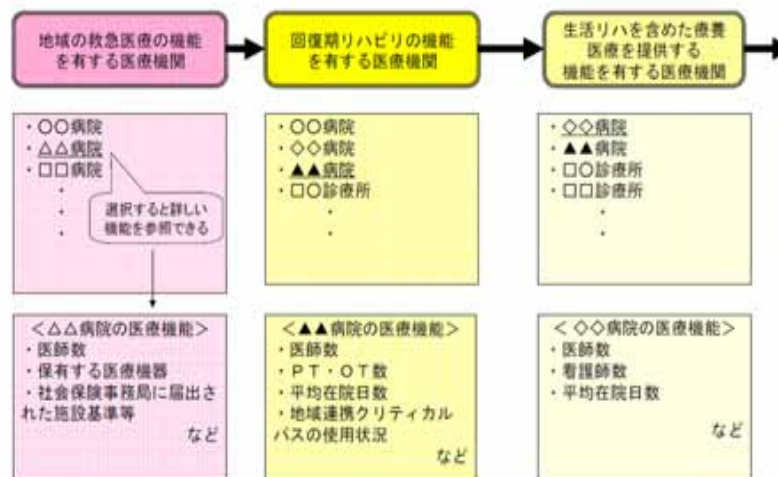 地域の救急医療の機能
を有する医療機関
回復期リハビリの機能
を有する医療機関
生活リハを含めた療養
医療を提供する
機能を有する医療機関
・〇〇病院
・△△病院
・□□病院
・
・
・
選択すると詳しい
機能を参照できる
・〇〇病院
・◇◇病院
・▲▲病院
・□〇診療所
・
・
・◇◇病院
・▲▲病院
・□〇診療所
・□□診療所
・
・
＜△△病院の医療機能＞
・医師数
・保有する医療機器
・社会保険事務局に届出さ
れた施設基準等
など
＜▲▲病院の医療機能＞
・医師数
・ＰＴ・ＯＴ数
・平均在院日数
・地域連携クリティカル
パスの使用状況
など
＜ ◇◇病院の医療機能＞
・医師数
・看護師数
・平均在院日数
など